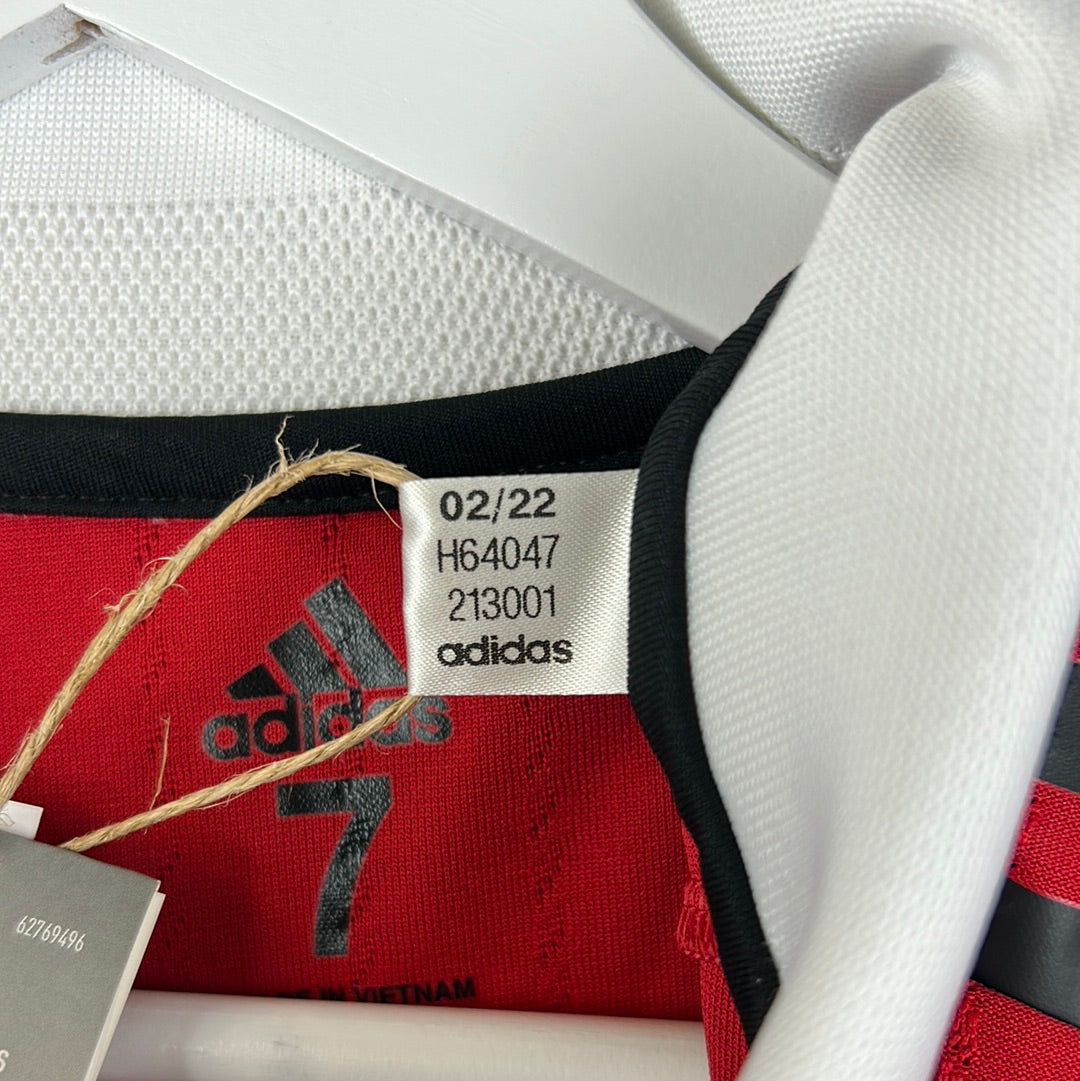 02/22
H64047
213001
adidas
adidas
7
IN VIETNAM
62769496